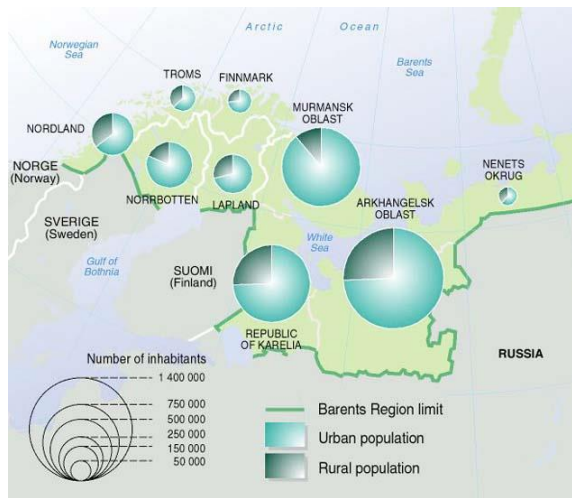 Arctic Ocean
Norwegian
Sea
Barents
Sea
TROMS
FINNMARK
MURMANSK
OBLAST
NORDLAND
NORGE
(Norway)
NENETS
OKRUG
NORRBOTTEN
LAPLAND
ARKHANGELSK
OBLAST
SVERIGE
(Sweden)
White
Sea
Gulf of
Bothnia
SUOMI
(Finland)
REPUBLIC
OF KARELIA
RUSSIA
Number of inhabitants
1 400 000
750 000
500 000
250 000
150 000
50 000
Barents Region limit
Urban population
Rural population